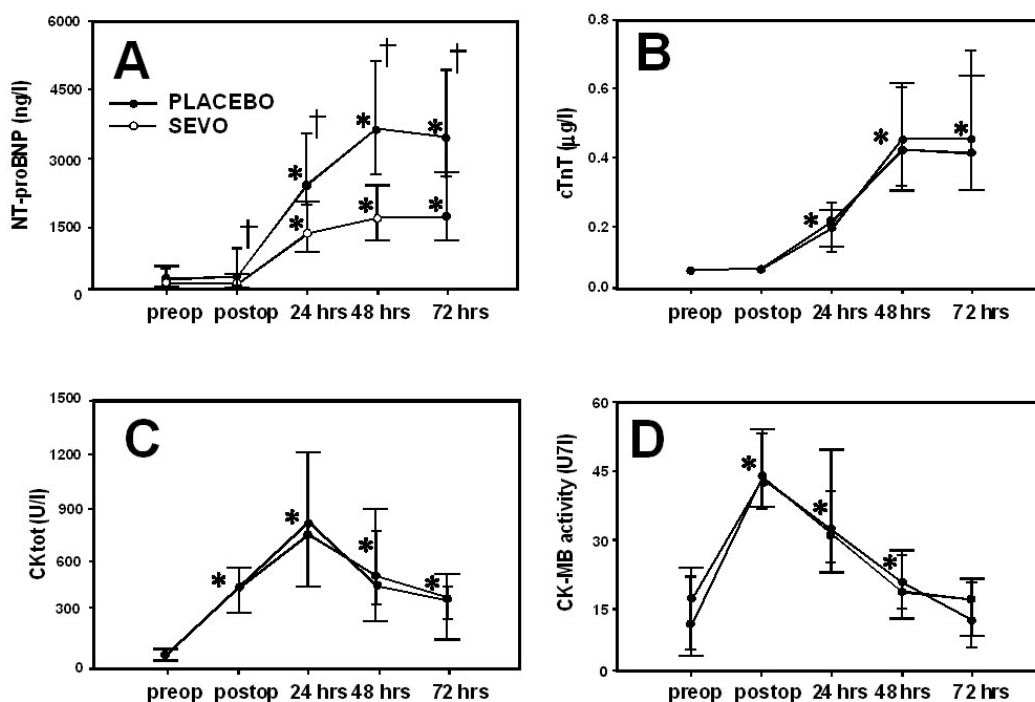 A
NT-proBNP (ng/l)
6000
4500
3000
1500
0
PLACEBO
SEVO
†
†
†
†
*
*
*
*
*
*
preop postop 24 hrs 48 hrs 72 hrs
B
cTnT (µg/l)
0.8
0.6
0.4
0.2
0.0
*
*
*
preop postop 24 hrs 48 hrs 72 hrs
C
CKtot (U/l)
1500
1200
900
600
300
0
*
*
*
*
preop postop 24 hrs 48 hrs 72 hrs
D
CK-MB activity (U7l)
60
45
30
15
0
*
*
*
preop postop 24 hrs 48 hrs 72 hrs